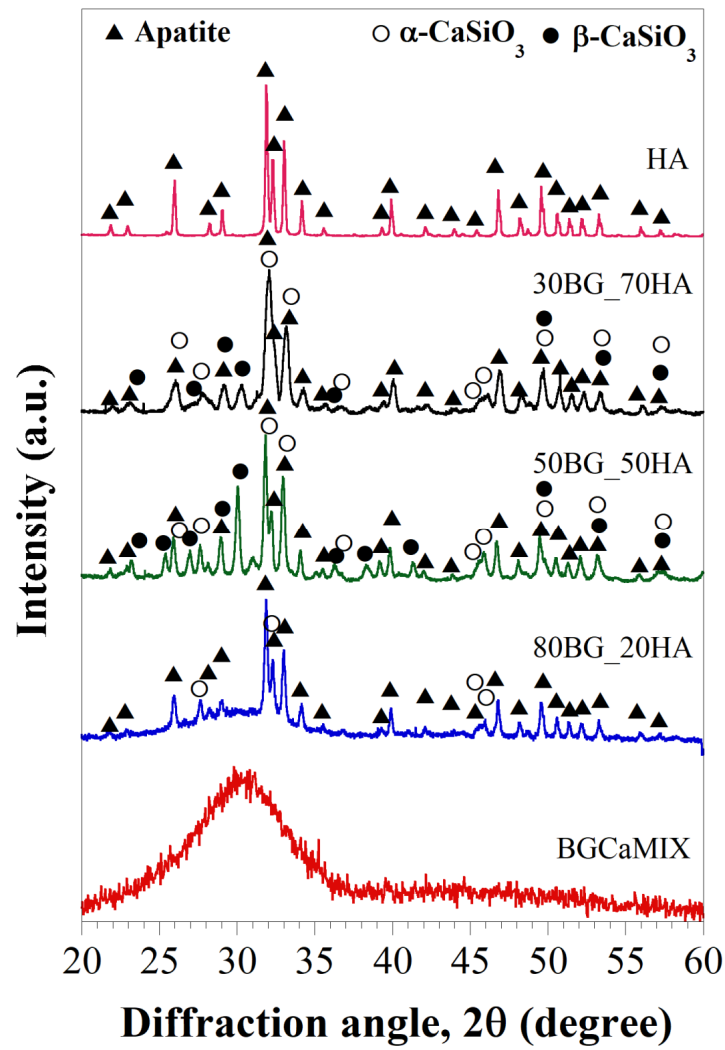 ▲ Apatite ○ α-CaSiO₃ ● β-CaSiO₃
HA
30BG_70HA
50BG_50HA
80BG_20HA
BGCaMIX
Intensity (a.u.)
20 25 30 35 40 45 50 55 60
Diffraction angle, 2θ (degree)